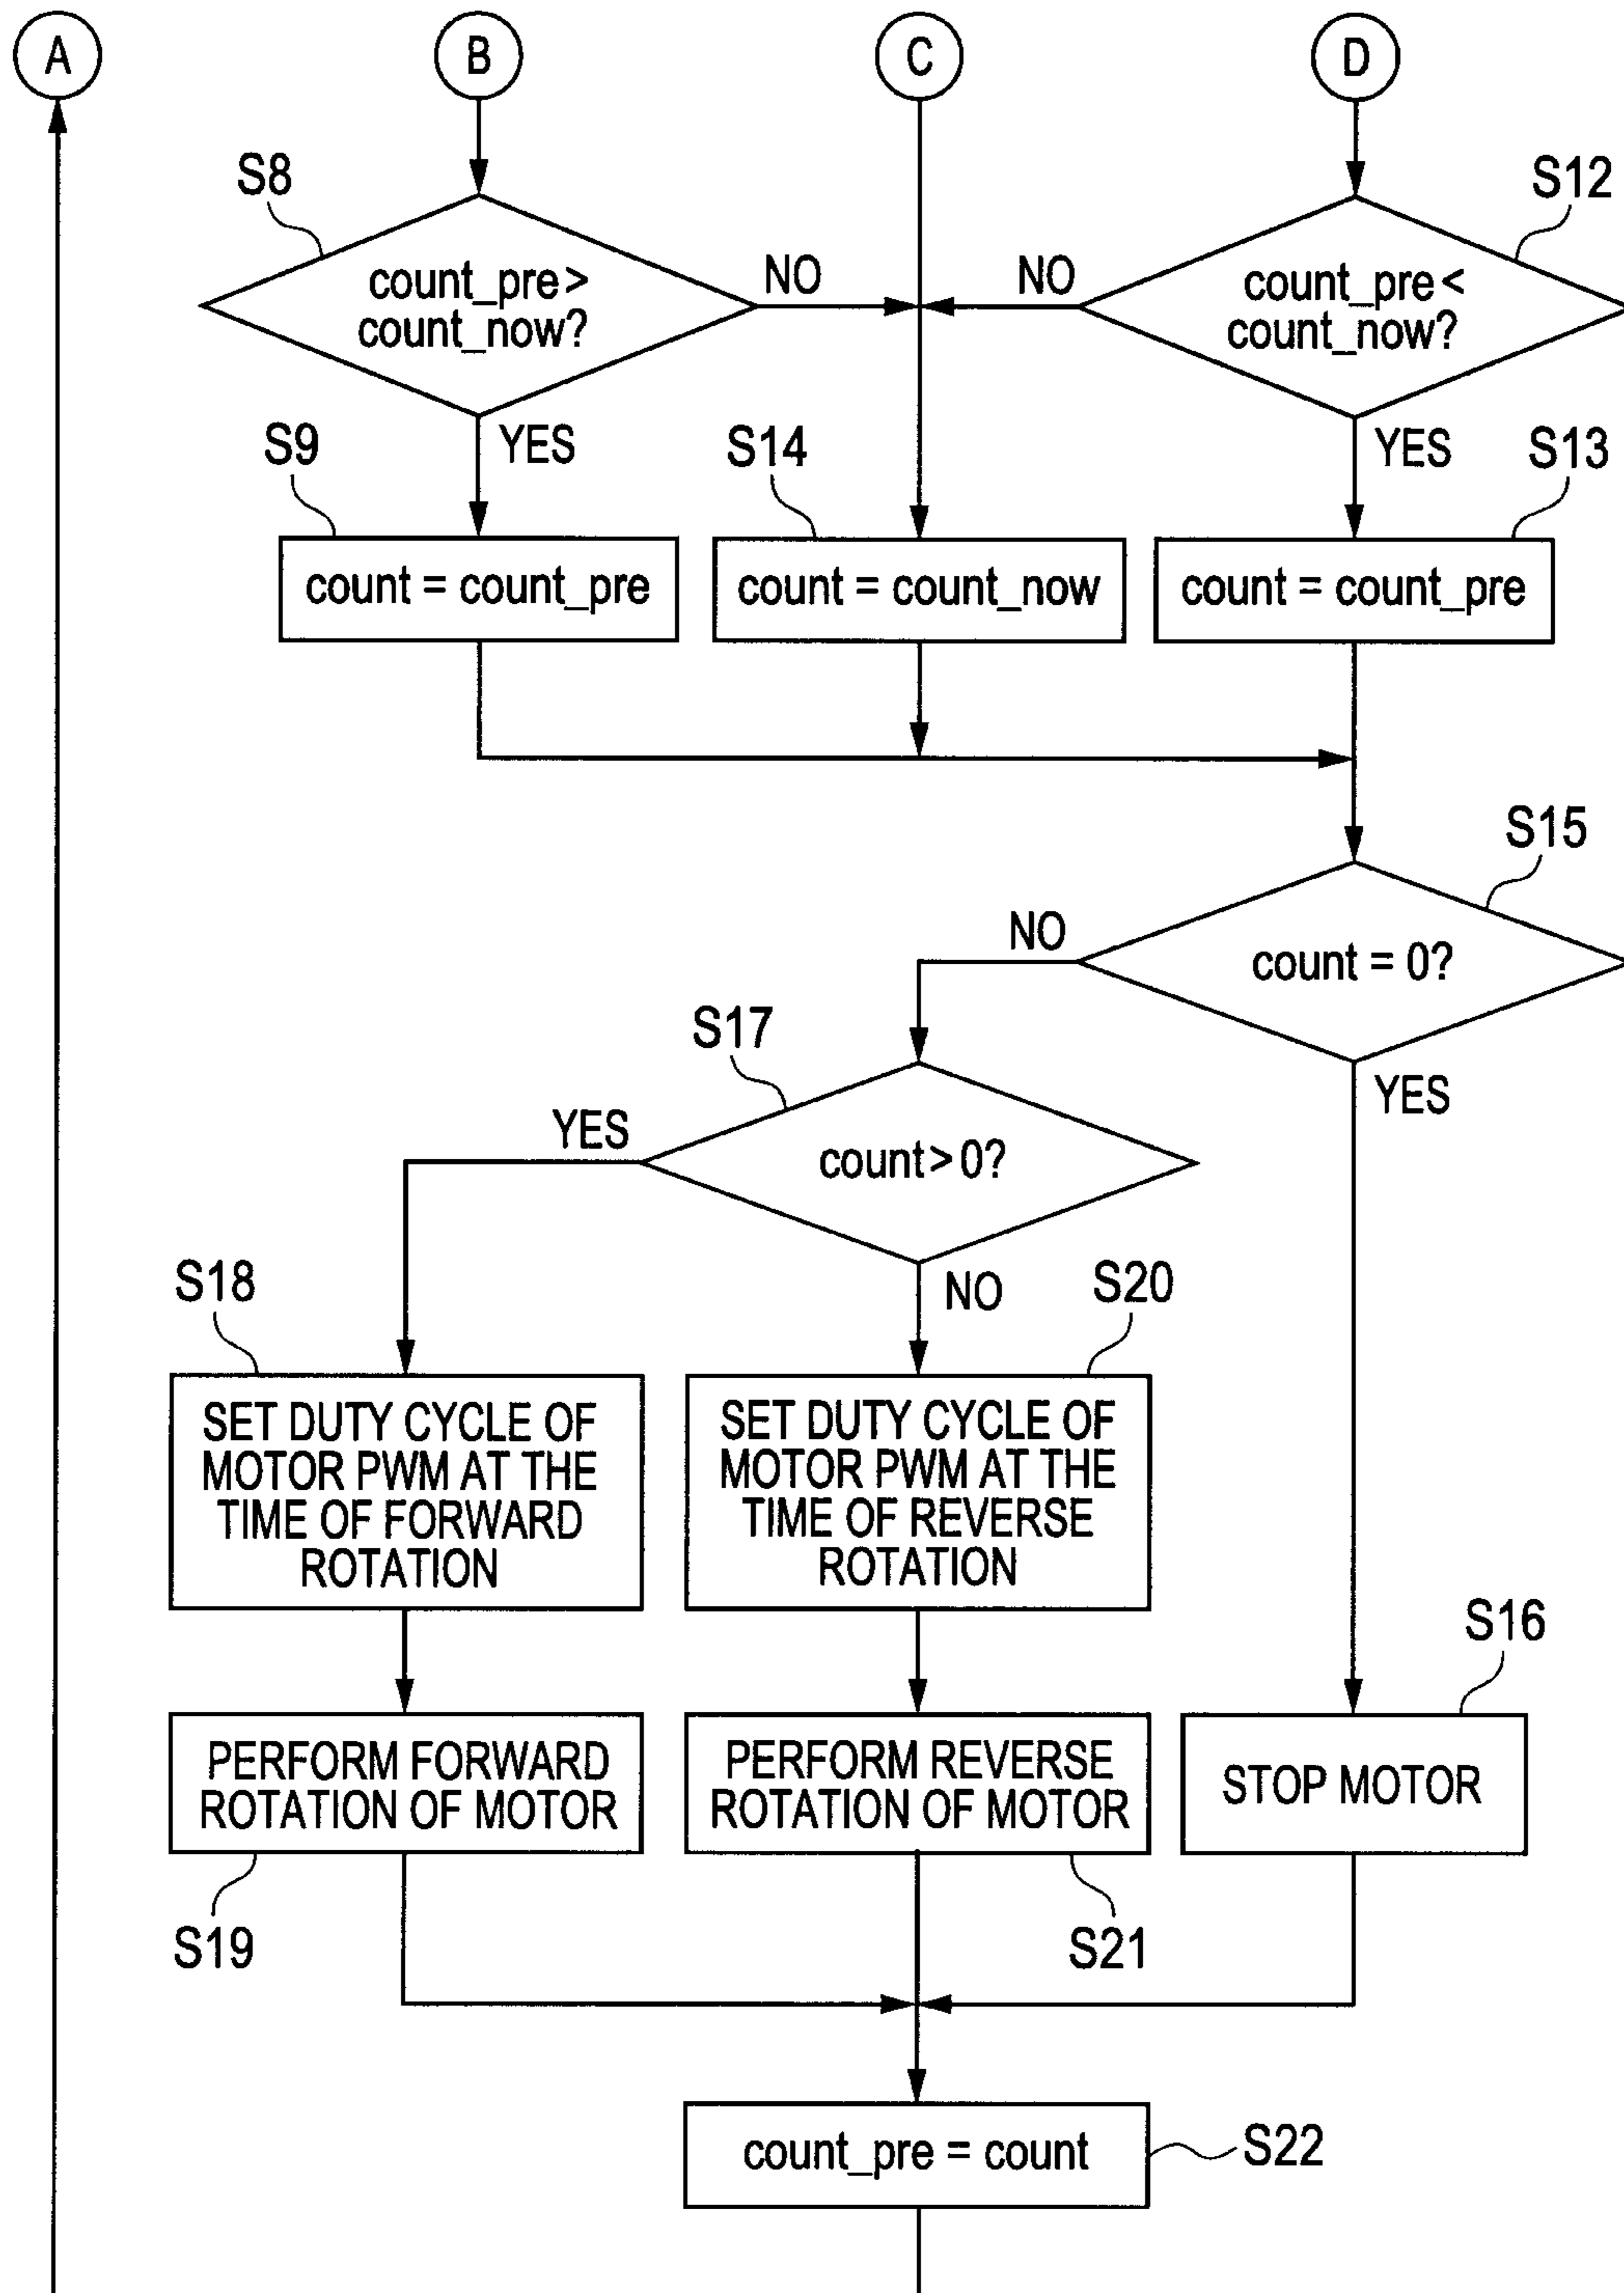 A
B
C
D
S8
S12
count_pre >
count_now?
NO
NO
count_pre <
count_now?
S9
YES
S14
YES
S13
count = count_pre
count = count_now
count = count_pre
S15
NO
count = 0?
S17
YES
YES
count > 0?
S18
NO
S20
SET DUTY CYCLE OF
MOTOR PWM AT THE
TIME OF FORWARD
ROTATION
SET DUTY CYCLE OF
MOTOR PWM AT THE
TIME OF REVERSE
ROTATION
S16
PERFORM FORWARD
ROTATION OF MOTOR
PERFORM REVERSE
ROTATION OF MOTOR
STOP MOTOR
S19
S21
count_pre = count
S22